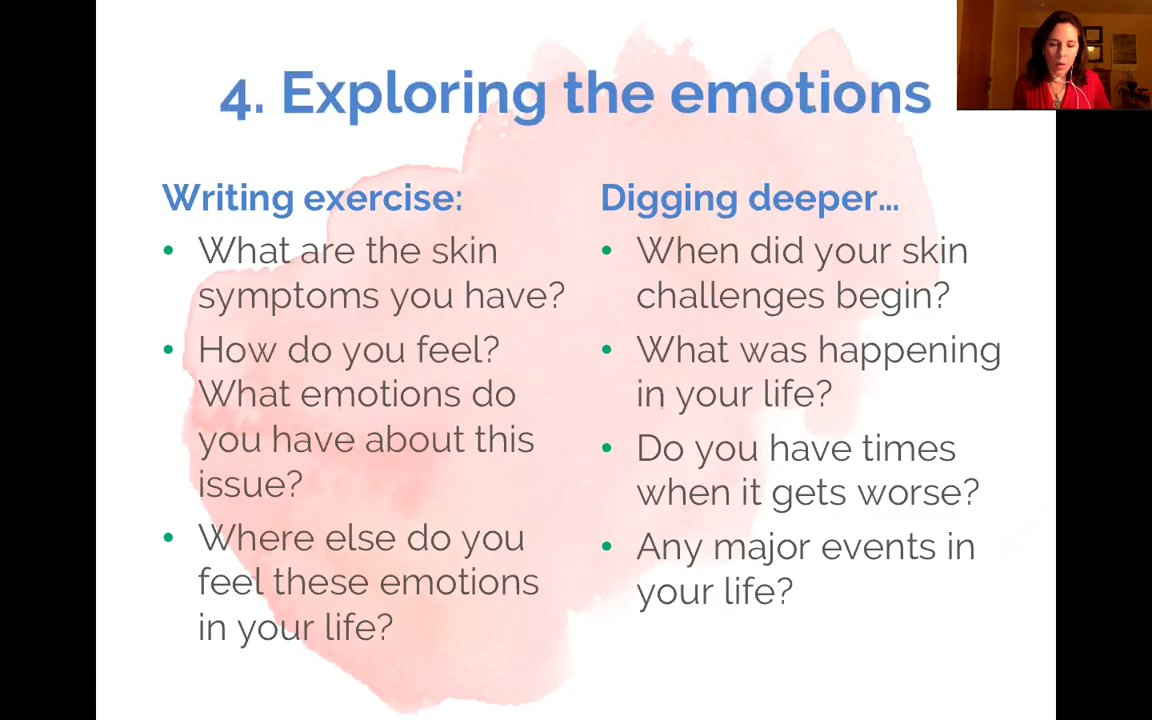 4. Exploring the emotions
Writing exercise:
• What are the skin
symptoms you have?
• How do you feel?
What emotions do
you have about this
issue?
• Where else do you
feel these emotions
in your life?
Digging deeper...
• When did your skin
challenges begin?
• What was happening
in your life?
• Do you have times
when it gets worse?
• Any major events in
your life?